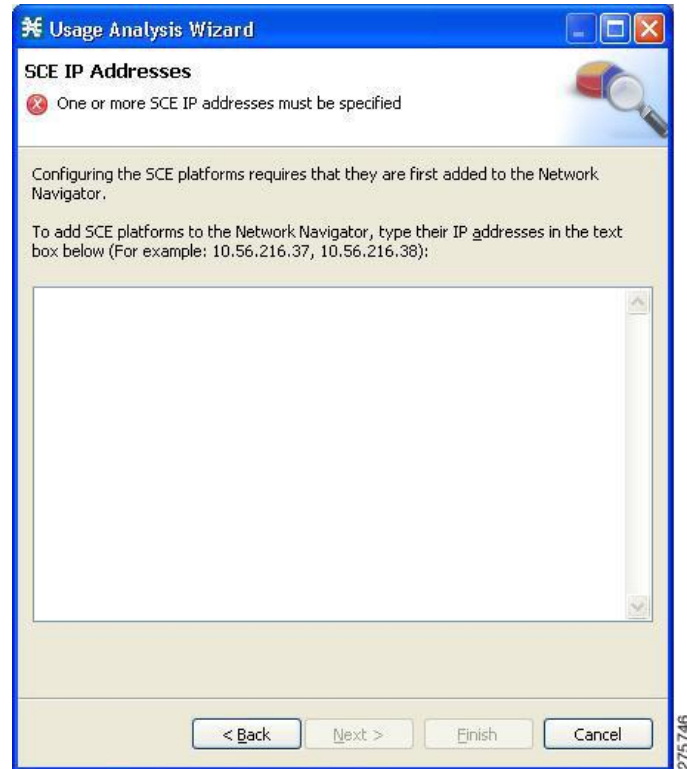 Usage Analysis Wizard
SCE IP Addresses
One or more SCE IP addresses must be specified
Configuring the SCE platforms requires that they are first added to the Network
Navigator.
To add SCE platforms to the Network Navigator, type their IP addresses in the text
box below (For example: 10.56.216.37, 10.56.216.38):
< Back
Next >
Finish
Cancel
275746